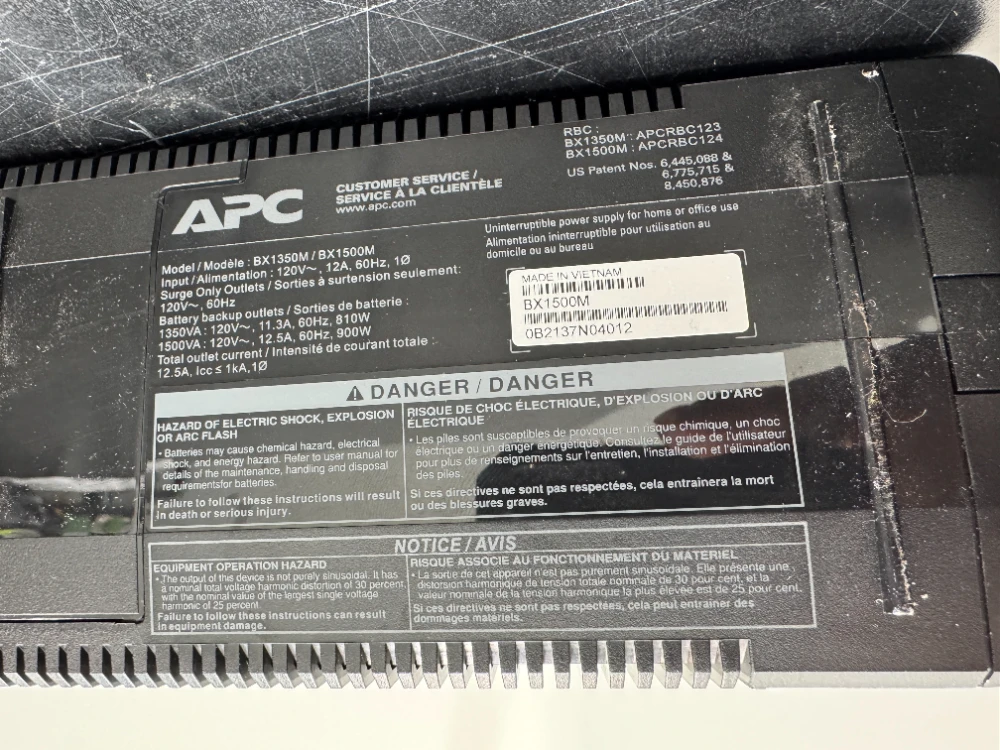 RBC :
BX1350M : APCRBC123
BX1500M : APCRBC124
US Patent Nos. 6,445,088 &
6,775,715 &
8,450,876
APC
CUSTOMER SERVICE /
SERVICE À LA CLIENTÈLE
www.apc.com
Model / Modèle : BX1350M / BX1500M
Input / Alimentation : 120V~, 12A, 60Hz, 1Ø
Surge Only Outlets / Sorties à surtension seulement:
120V~, 60Hz
Battery backup outlets / Sorties de batterie :
1350VA : 120V~, 11.3A, 60Hz, 810W
1500VA : 120V~, 12.5A, 60Hz, 900W
Total outlet current / Intensité de courant totale :
12.5A, Icc ≤ 1kA,1Ø
Uninterruptible power supply for home or office use
Alimentation ininterruptible pour utilisation au
domicile ou au bureau
MADE IN VIETNAM
BX1500M
0B2137N04012
⚠ DANGER / DANGER
HAZARD OF ELECTRIC SHOCK, EXPLOSION
OR ARC FLASH
• Batteries may cause chemical hazard, electrical
shock, and energy hazard. Refer to user manual for
details of the maintenance, handling and disposal
requirementsfor batteries.
Failure to follow these instructions will result
in death or serious injury.
RISQUE DE CHOC ÉLECTRIQUE, D'EXPLOSION OU D'ARC
ÉLECTRIQUE
• Les piles sont susceptibles de provoquer un risque chimique, un choc
électrique ou un danger énergétique. Consultez le guide de l'utilisateur
pour plus de renseignements sur l'entretien, l'installation et l'élimination
des piles.
Si ces directives ne sont pas respectées, cela entrainera la mort
ou des blessures graves.
NOTICE / AVIS
EQUIPMENT OPERATION HAZARD
• The output of this device is not purely sinusoidal. It has
a nominal total voltage harmonic distortion of 30 percent,
with the nominal value of the largest single voltage
harmonic of 25 percent.
Failure to follow these instructions can result
in equipment damage.
RISQUE ASSOCIE AU FONCTIONNEMENT DU MATERIEL
• La sortie de cet appareil n'est pas purement sinusoidale. Elle présente une
distorsion harmonique de tension totale nominale de 30 pour cent, et la
valeur nominale de la tension harmonique la plus élevée est de 25 pour cent.
Si ces directives ne sont pas respectées, cela peut entrainer des
dommages matériels.